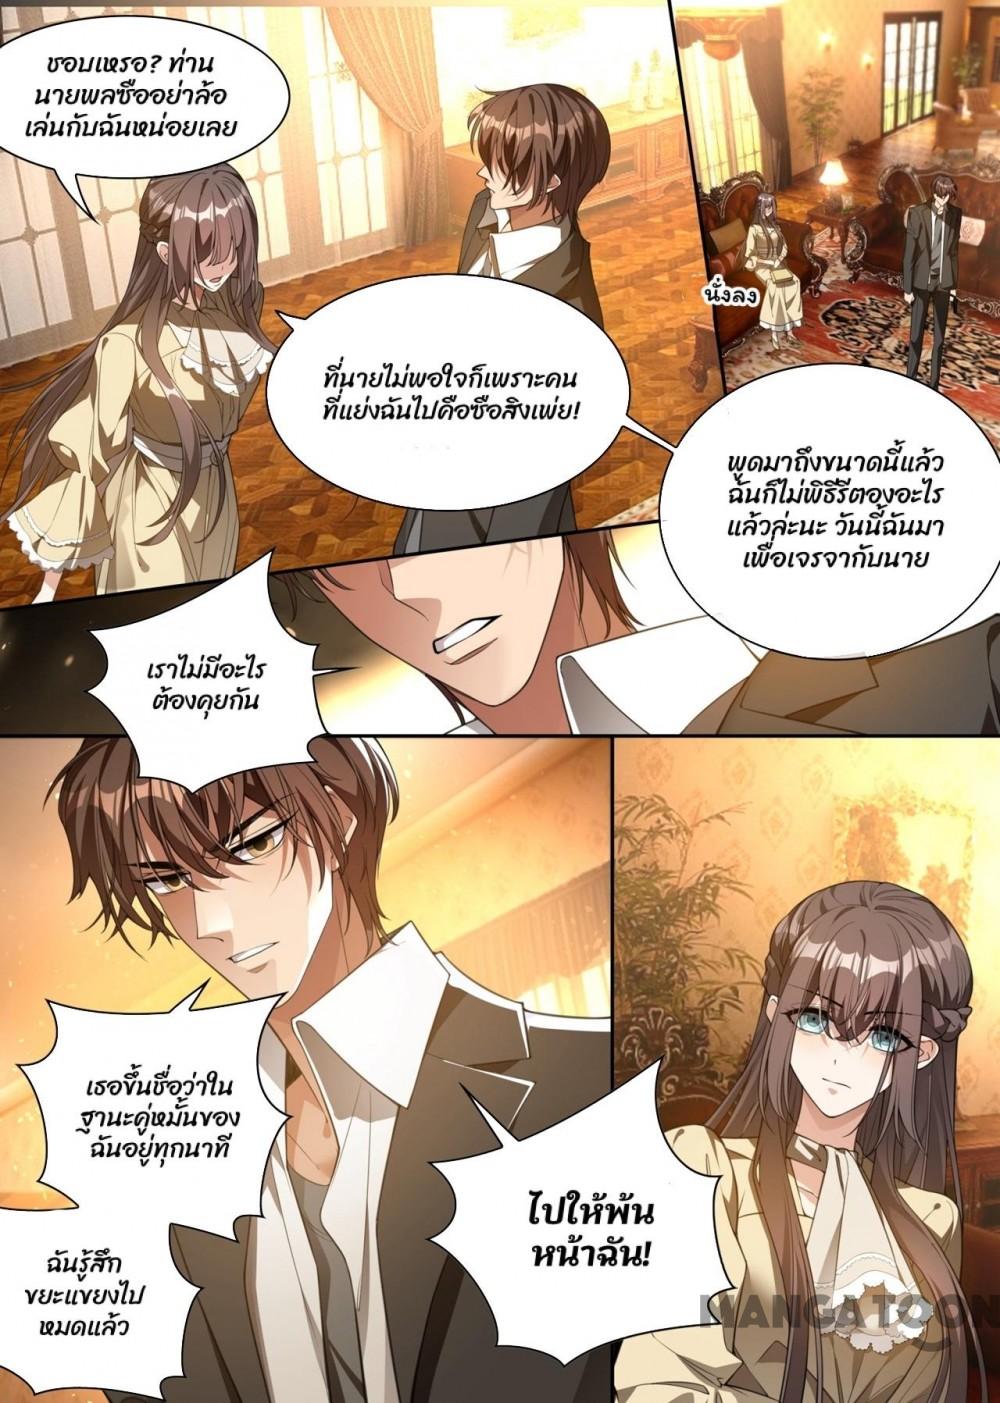 ชอบเหรอ? ท่าน
นายพลซืออย่าล้อ
เล่นกับฉันหน่อยเลย
นั่งลง
ที่นายไม่พอใจก็เพราะคน
ที่แย่งฉันไปคือซือสิงเพ่ย!
พูดมาถึงขนาดนี้แล้ว
ฉันก็ไม่พิธีรีตองอะไร
แล้วล่ะนะ วันนี้ฉันมา
เพื่อเจรจากับนาย
เราไม่มีอะไร
ต้องคุยกัน
เธอขึ้นชื่อว่าใน
ฐานะคู่หมั้นของ
ฉันอยู่ทุกนาที
ฉันรู้สึก
ขยะแขยงไป
หมดแล้ว
ไปให้พ้น
หน้าฉัน!
MANGATOON